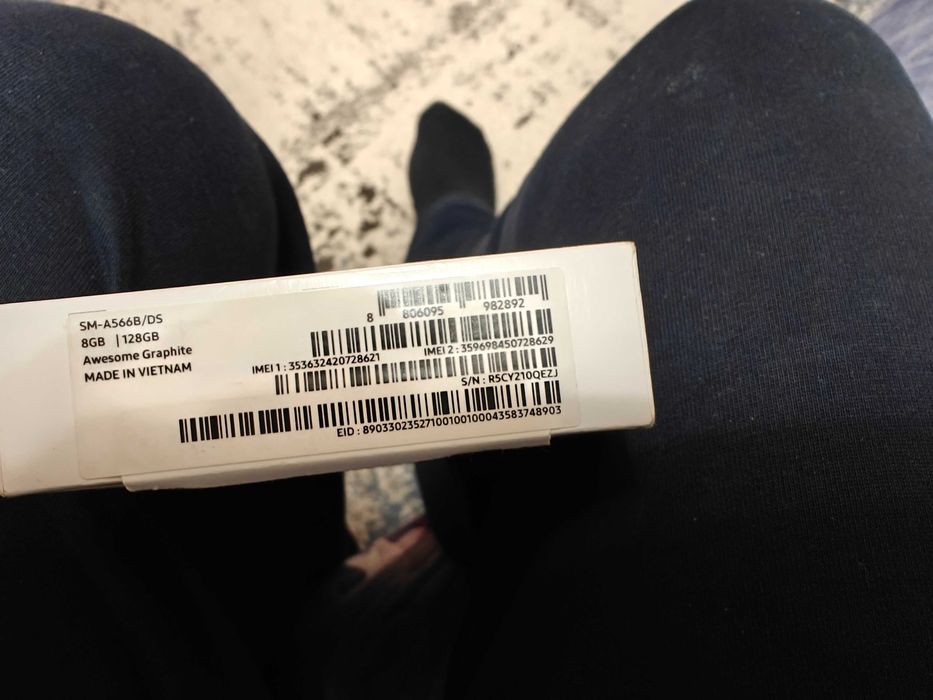 SM-A566B/DS
8GB | 128GB
Awesome Graphite
MADE IN VIETNAM
8 806095 982892
IMEI 1 : 353632420728621
IMEI 2 : 359698450728629
S/N : R5CY210QEZJ
EID : 89033023527100100100043583748903